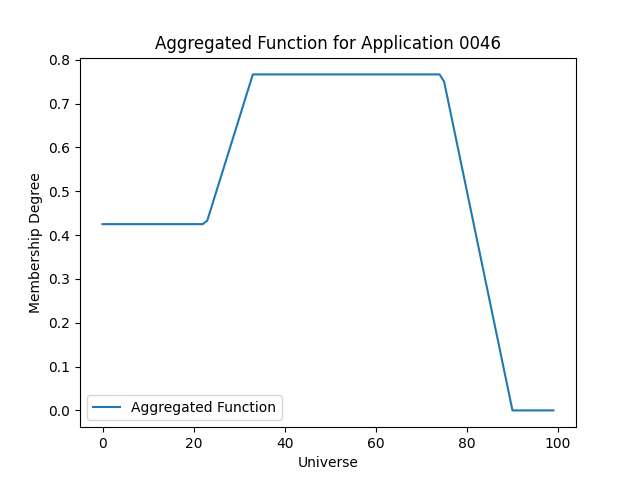 Aggregated Function for Application 0046
Membership Degree
0.8
0.7
0.6
0.5
0.4
0.3
0.2
0.1
0.0
Aggregated Function
0 20 40 60 80 100
Universe